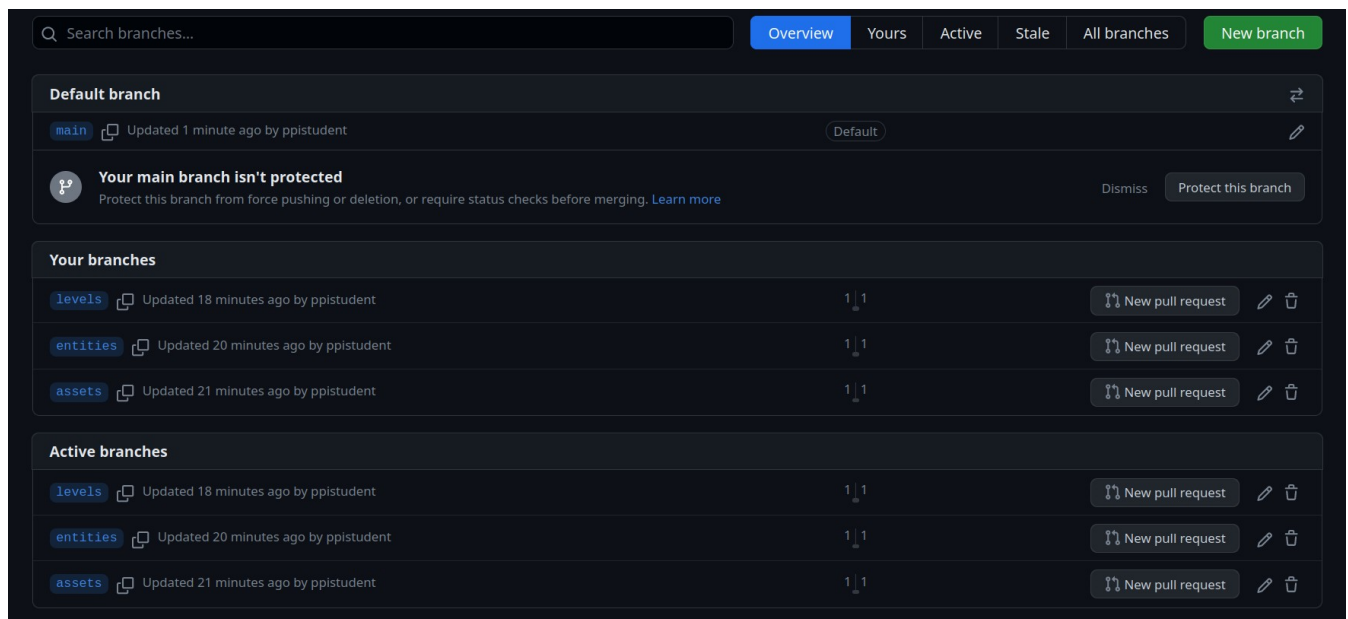 Search branches... Overview Yours Active Stale All branches New branch
Default branch
main Updated 1 minute ago by ppistudent Default
Your main branch isn't protected
Protect this branch from force pushing or deletion, or require status checks before merging. Learn more Dismiss Protect this branch
Your branches
levels Updated 18 minutes ago by ppistudent 1 1 New pull request
entities Updated 20 minutes ago by ppistudent 1 1 New pull request
assets Updated 21 minutes ago by ppistudent 1 1 New pull request
Active branches
levels Updated 18 minutes ago by ppistudent 1 1 New pull request
entities Updated 20 minutes ago by ppistudent 1 1 New pull request
assets Updated 21 minutes ago by ppistudent 1 1 New pull request